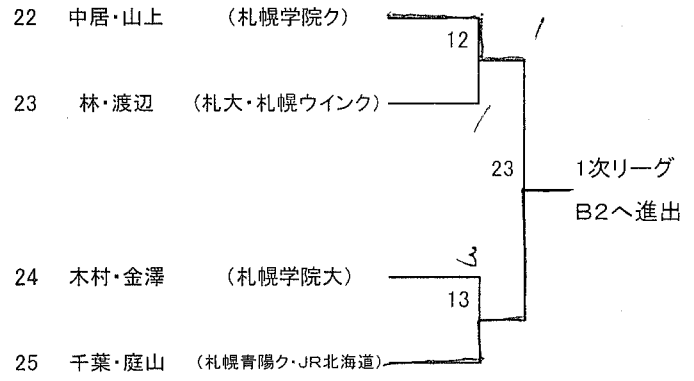 22 中居・山上 (札幌学院ク)
12
23 林・渡辺 (札大・札幌ウインク)
23 1次リーグ
B2へ進出
24 木村・金澤 (札幌学院大)
13
25 千葉・庭山 (札幌青陽ク・JR北海道)